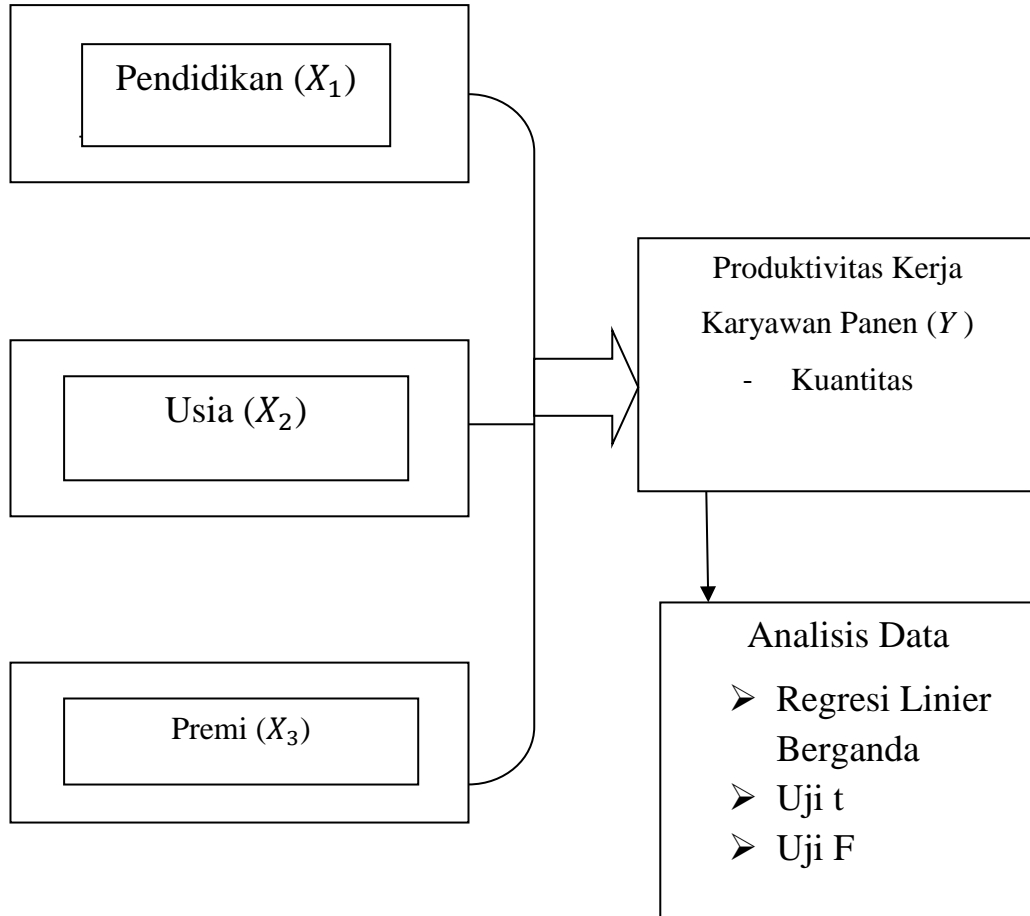 Pendidikan (𝑋₁)
Usia (𝑋₂)
Premi (𝑋₃)
Produktivitas Kerja
Karyawan Panen (𝑌 )
- Kuantitas
Analisis Data
➢ Regresi Linier
Berganda
➢ Uji t
➢ Uji F